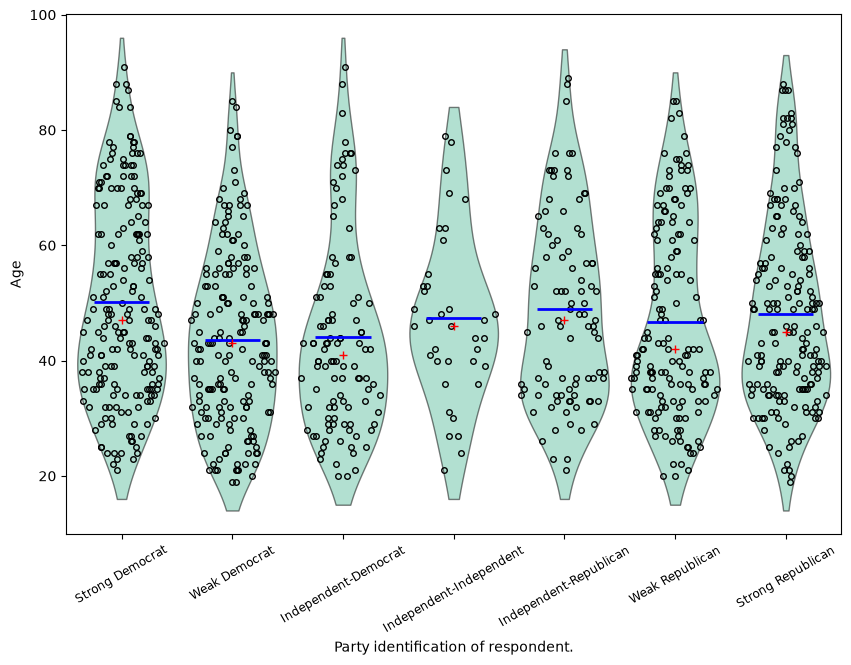 100
80
60
40
20
Age
Strong Democrat
Weak Democrat
Independent-Democrat
Independent-Independent
Independent-Republican
Weak Republican
Strong Republican
Party identification of respondent.